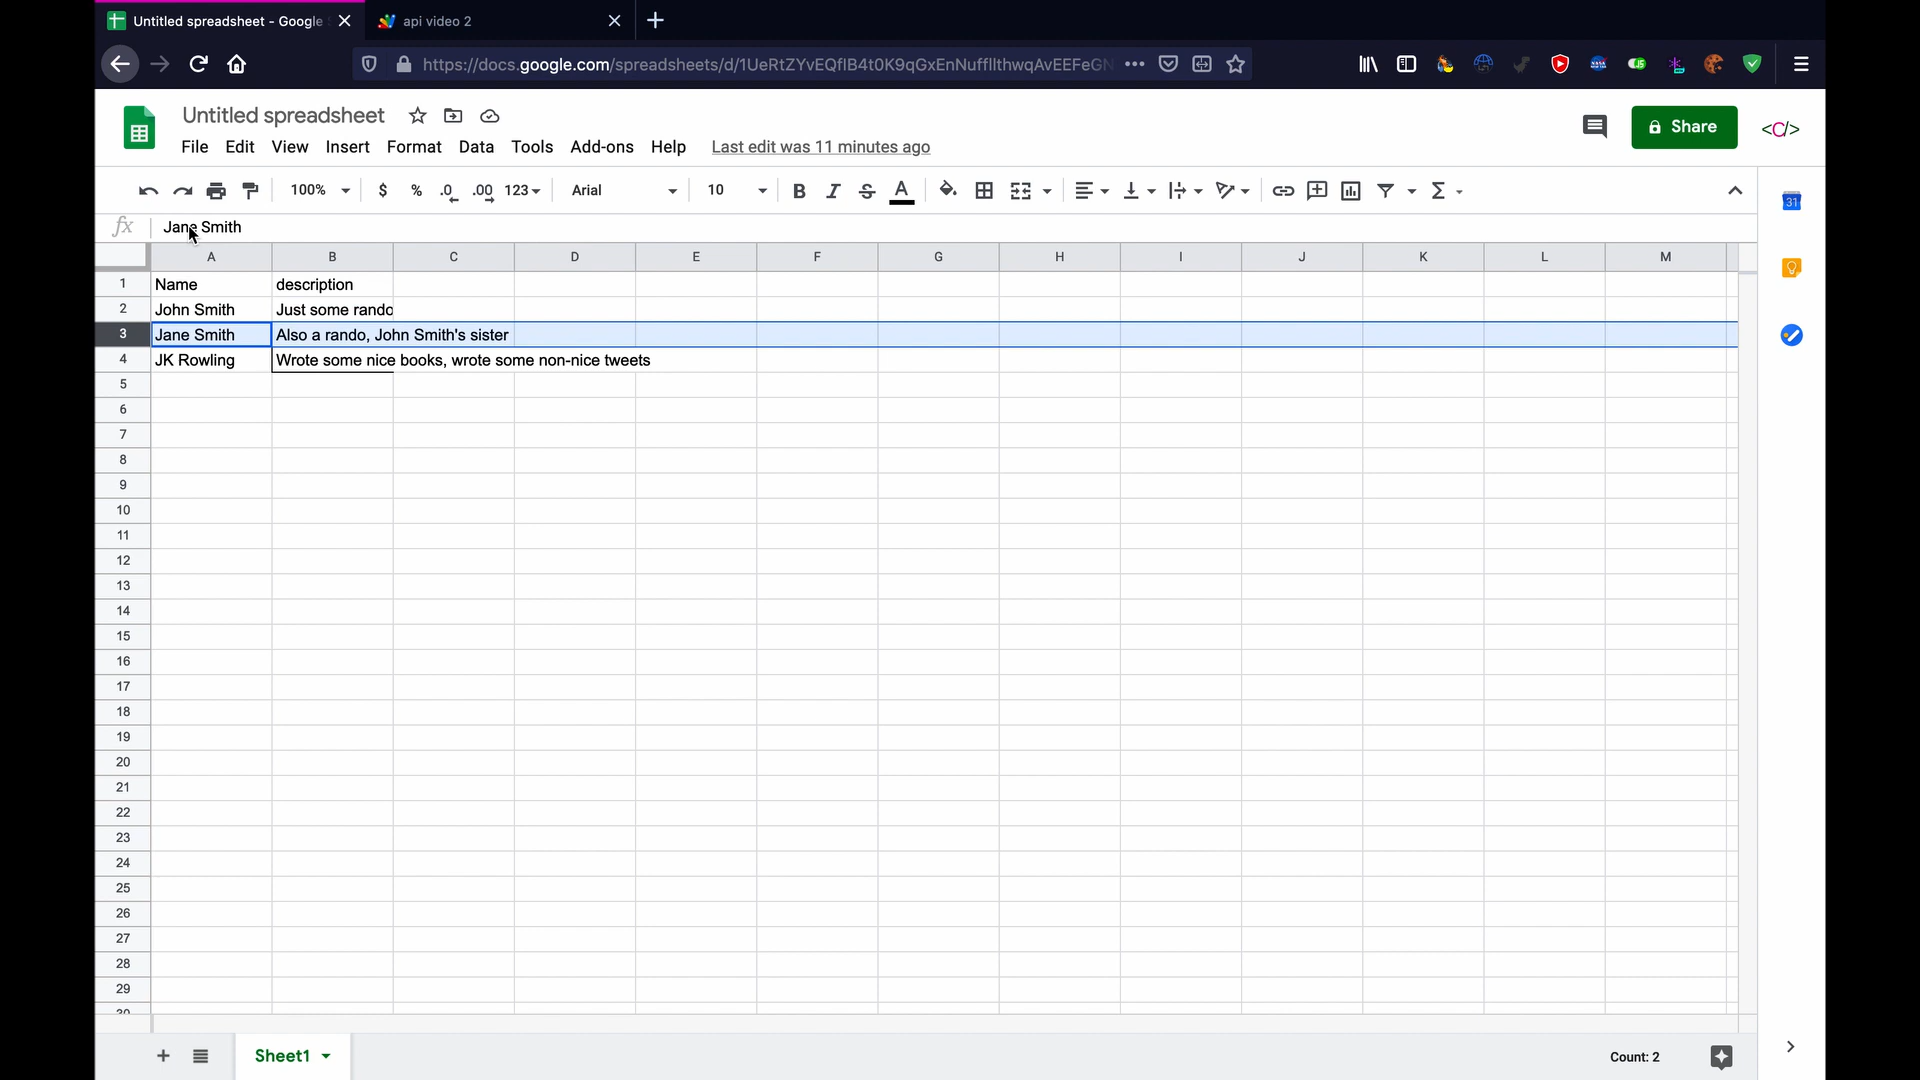 Untitled spreadsheet - Google
api video 2
https://docs.google.com/spreadsheets/d/1UeRtZYvEQfIB4t0K9qGxEnNuffIIthwqAvEEFeGN
Untitled spreadsheet
Share
<C/>
File Edit View Insert Format Data Tools Add-ons Help Last edit was 11 minutes ago
100% $ % .0 .00 123 Arial 10 B I S A
31
fx Jane Smith
A B C D E F G H I J K L M
1 Name description
2 John Smith Just some rando
3 Jane Smith Also a rando, John Smith's sister
4 JK Rowling Wrote some nice books, wrote some non-nice tweets
5
6
7
8
9
10
11
12
13
14
15
16
17
18
19
20
21
22
23
24
25
26
27
28
29
30
Sheet1
Count: 2